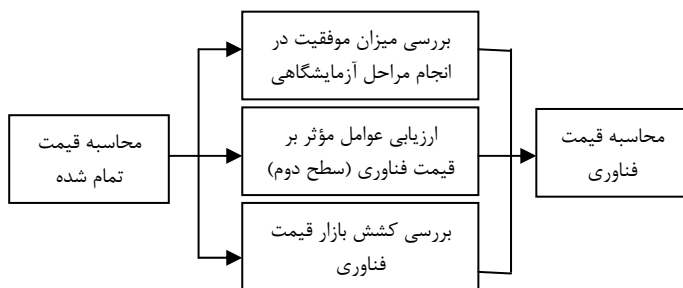 بررسی میزان موفقیت در
انجام مراحل آزمایشگاهی
محاسبه قیمت
تمام شده
ارزیابی عوامل مؤثر بر
قیمت فناوری (سطح دوم)
محاسبه قیمت
فناوری
بررسی کشش بازار قیمت
فناوری